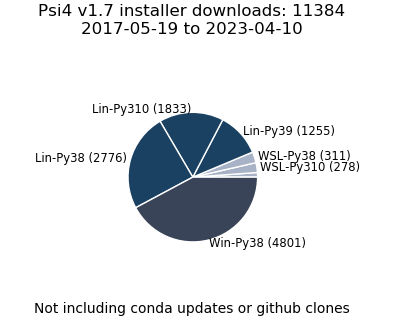 Psi4 v1.7 installer downloads: 11384
2017-05-19 to 2023-04-10
Lin-Py310 (1833)
Lin-Py39 (1255)
Lin-Py38 (2776)
WSL-Py38 (311)
WSL-Py310 (278)
Win-Py38 (4801)
Not including conda updates or github clones